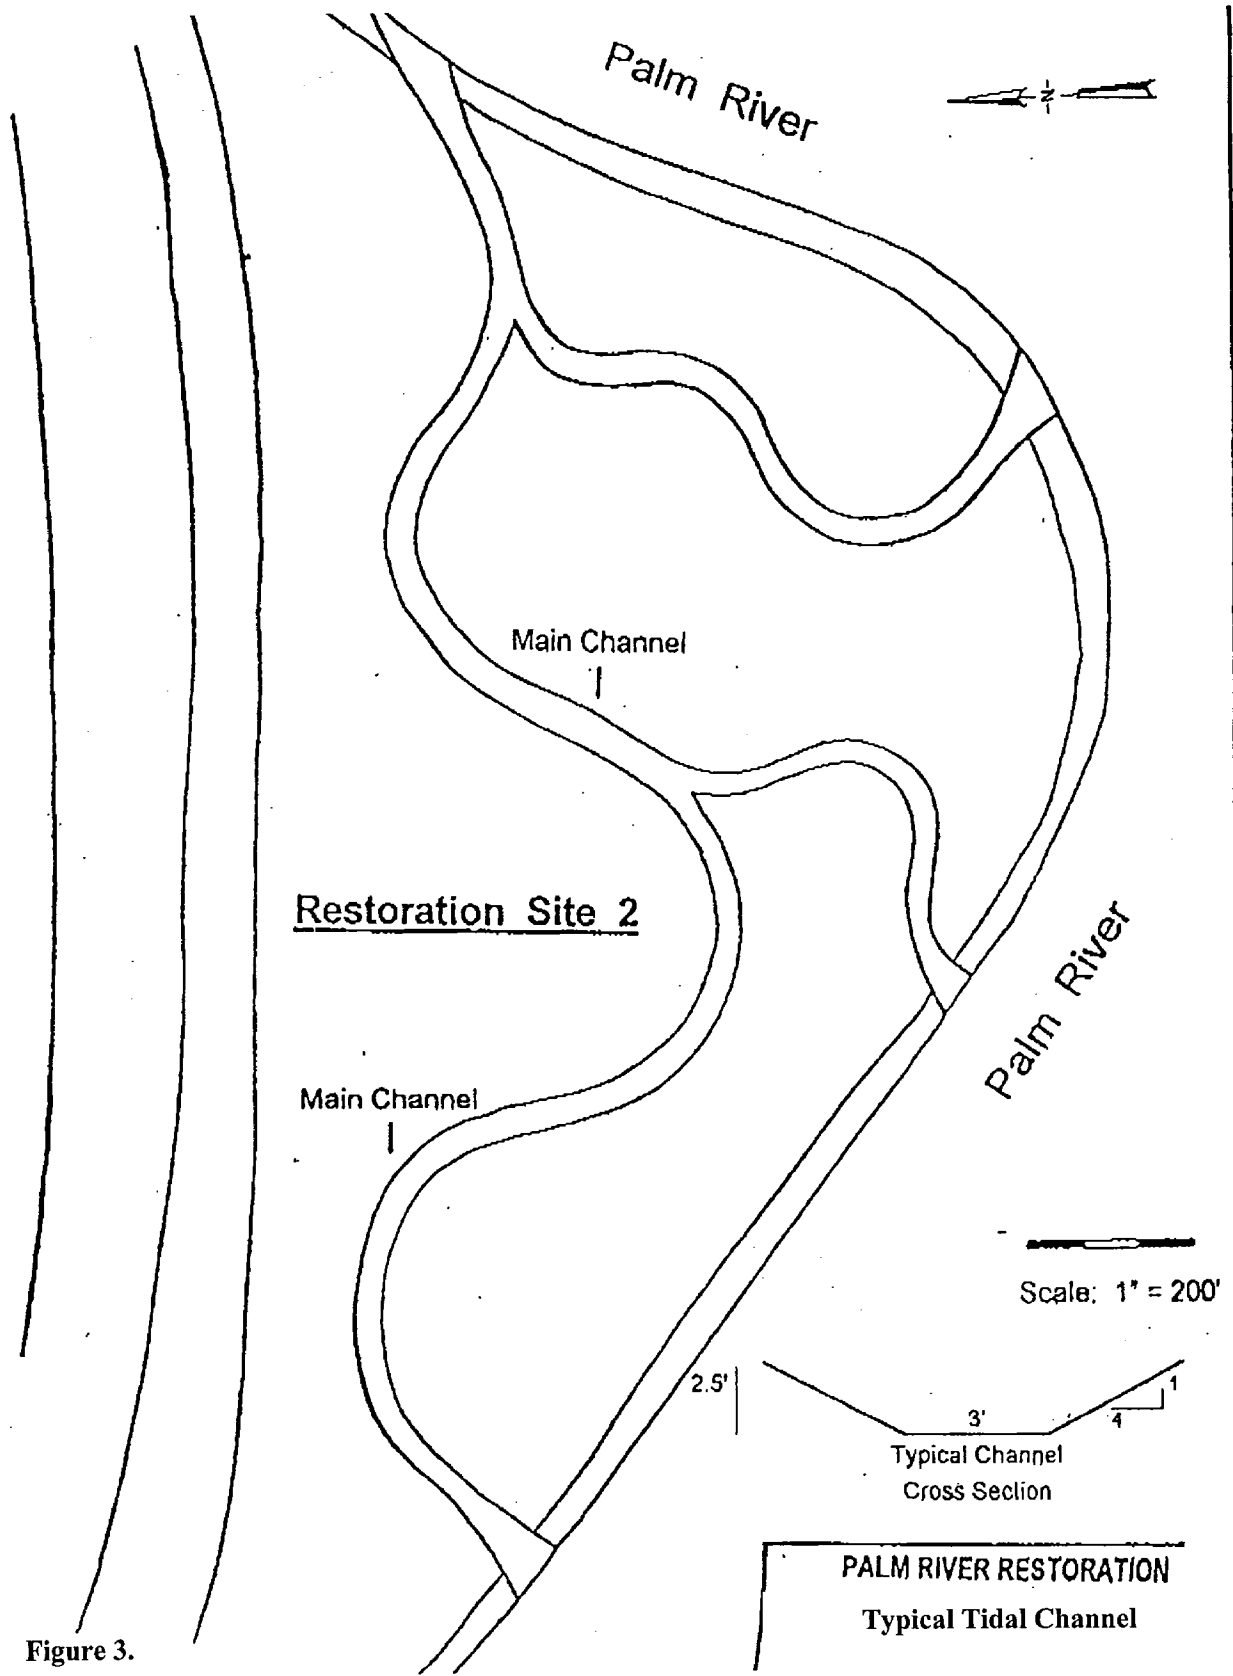 Palm River
N
Main Channel
Restoration Site 2
Palm River
Main Channel
Scale: 1" = 200'
2.5'
3'
1
4
Typical Channel
Cross Section
PALM RIVER RESTORATION
Typical Tidal Channel
Figure 3.